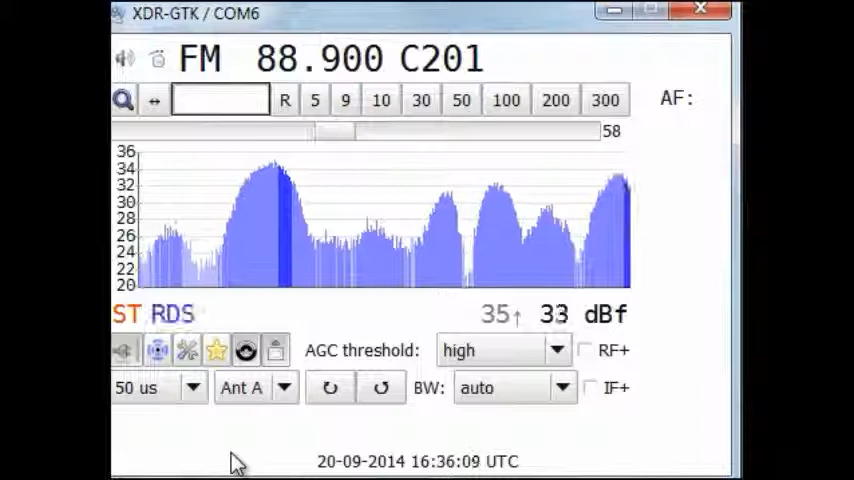 XDR-GTK / COM6
FM 88.900 C201
R 5 9 10 30 50 100 200 300 AF:
58
36
34
32
30
28
26
24
22
20
ST RDS 35↑ 33 dBf
AGC threshold: high RF+
50 us Ant A BW: auto IF+
20-09-2014 16:36:09 UTC